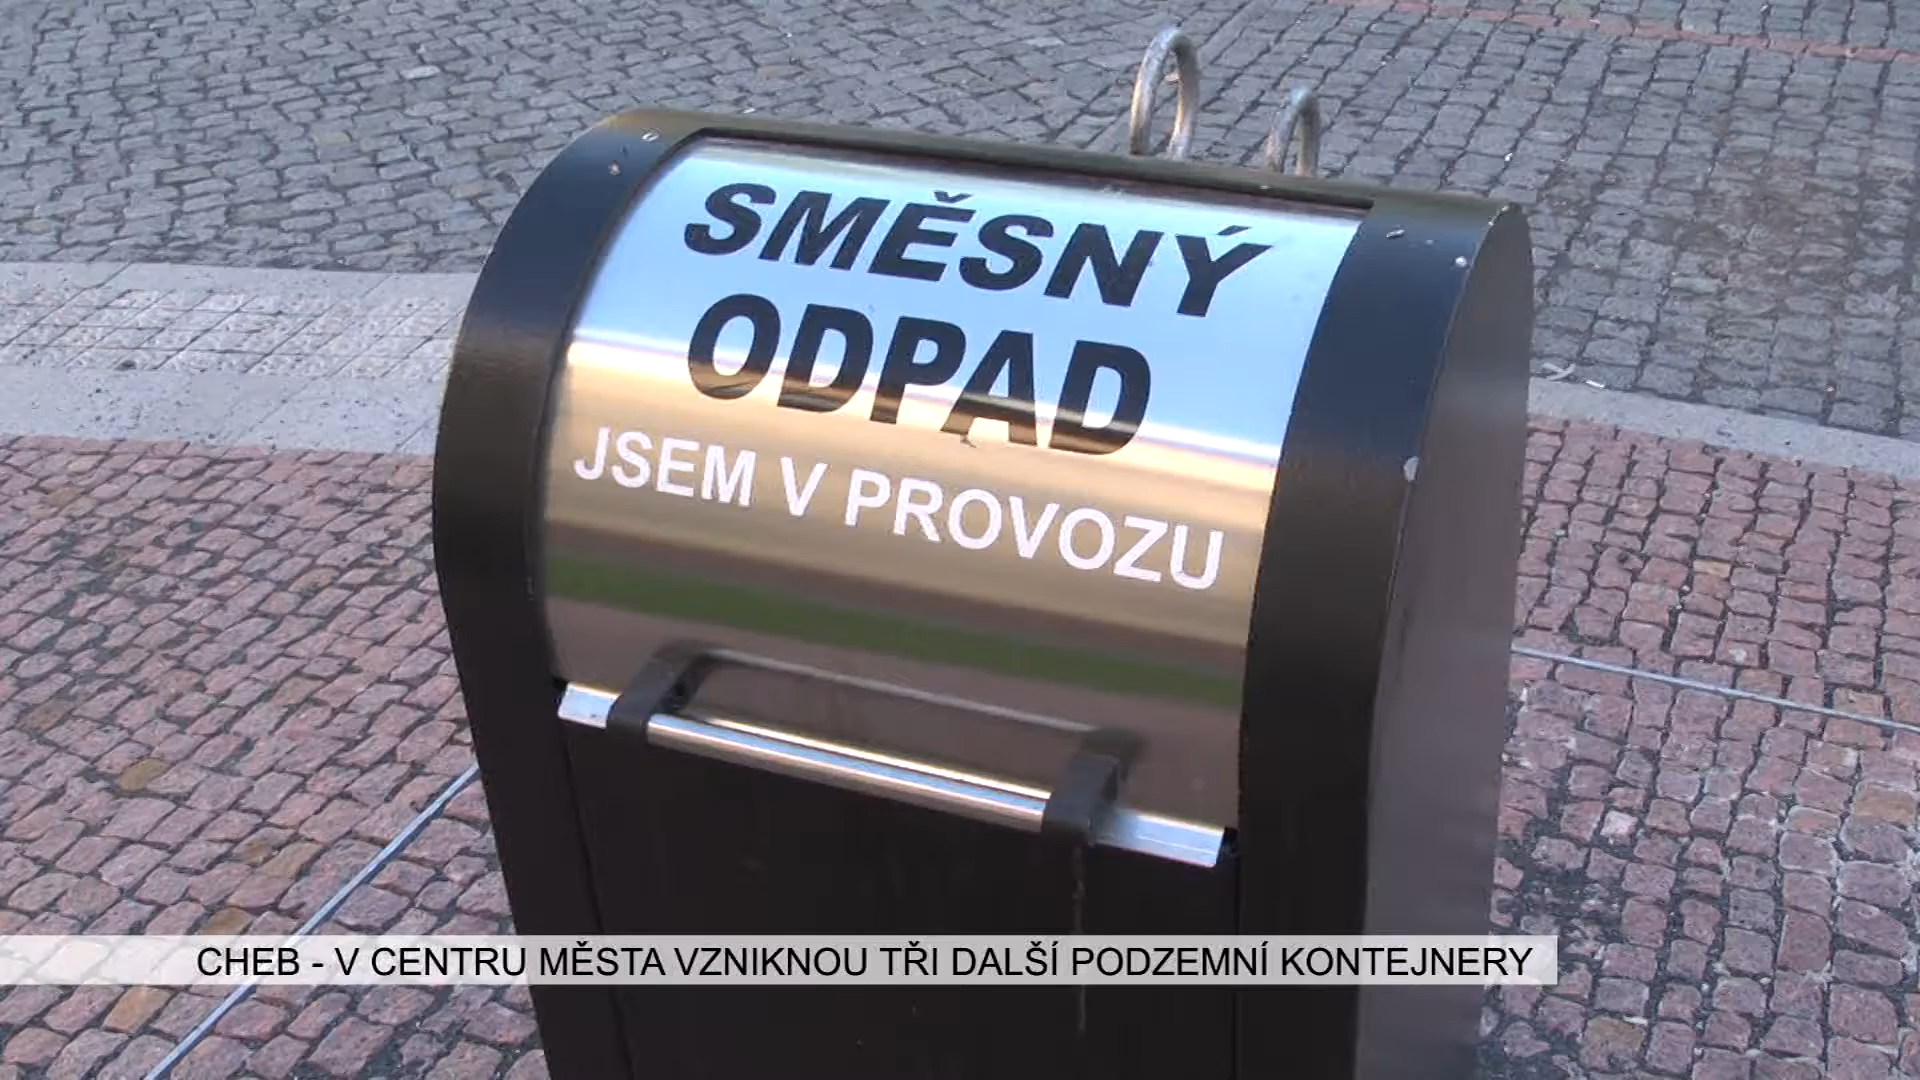 SMĚSNÝ
ODPAD
JSEM V PROVOZU
CHEB - V CENTRU MĚSTA VZNIKNOU TŘI DALŠÍ PODZEMNÍ KONTEJNERY